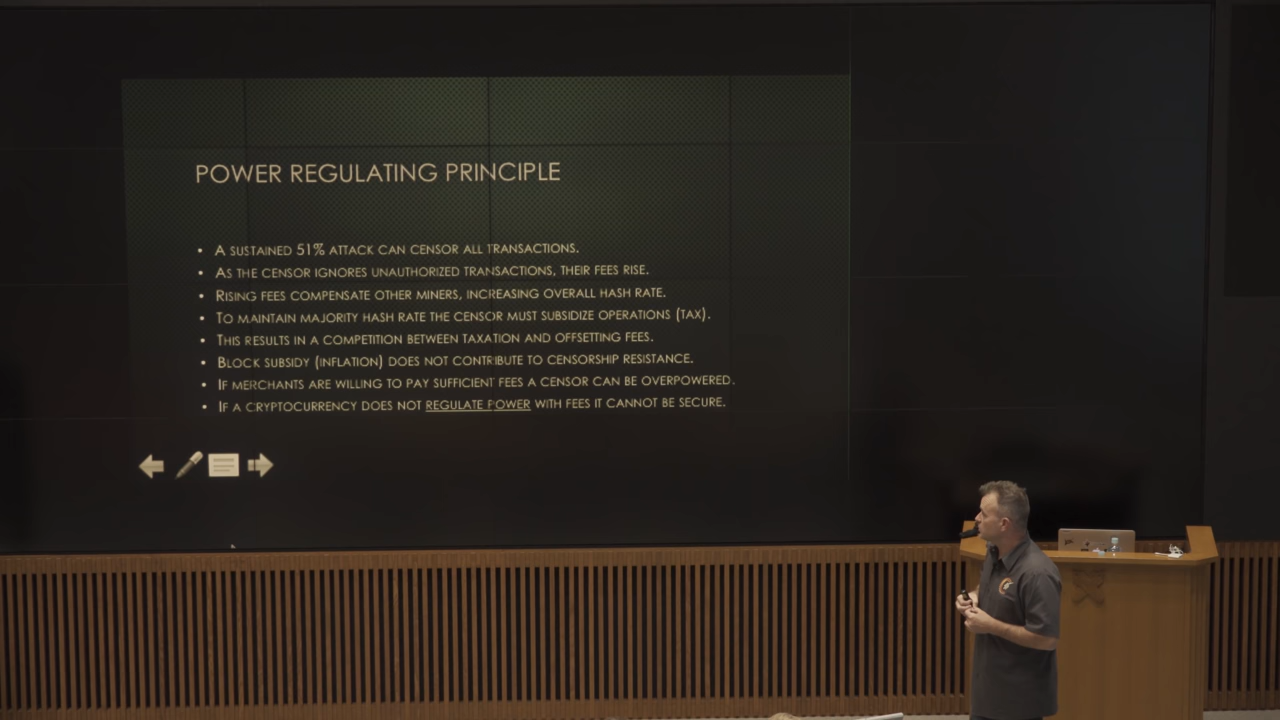 POWER REGULATING PRINCIPLE
• A SUSTAINED 51% ATTACK CAN CENSOR ALL TRANSACTIONS.
• AS THE CENSOR IGNORES UNAUTHORIZED TRANSACTIONS, THEIR FEES RISE.
• RISING FEES COMPENSATE OTHER MINERS, INCREASING OVERALL HASH RATE.
• TO MAINTAIN MAJORITY HASH RATE THE CENSOR MUST SUBSIDIZE OPERATIONS (TAX).
• THIS RESULTS IN A COMPETITION BETWEEN TAXATION AND OFFSETTING FEES.
• BLOCK SUBSIDY (INFLATION) DOES NOT CONTRIBUTE TO CENSORSHIP RESISTANCE.
• IF MERCHANTS ARE WILLING TO PAY SUFFICIENT FEES A CENSOR CAN BE OVERPOWERED.
• IF A CRYPTOCURRENCY DOES NOT REGULATE POWER WITH FEES IT CANNOT BE SECURE.